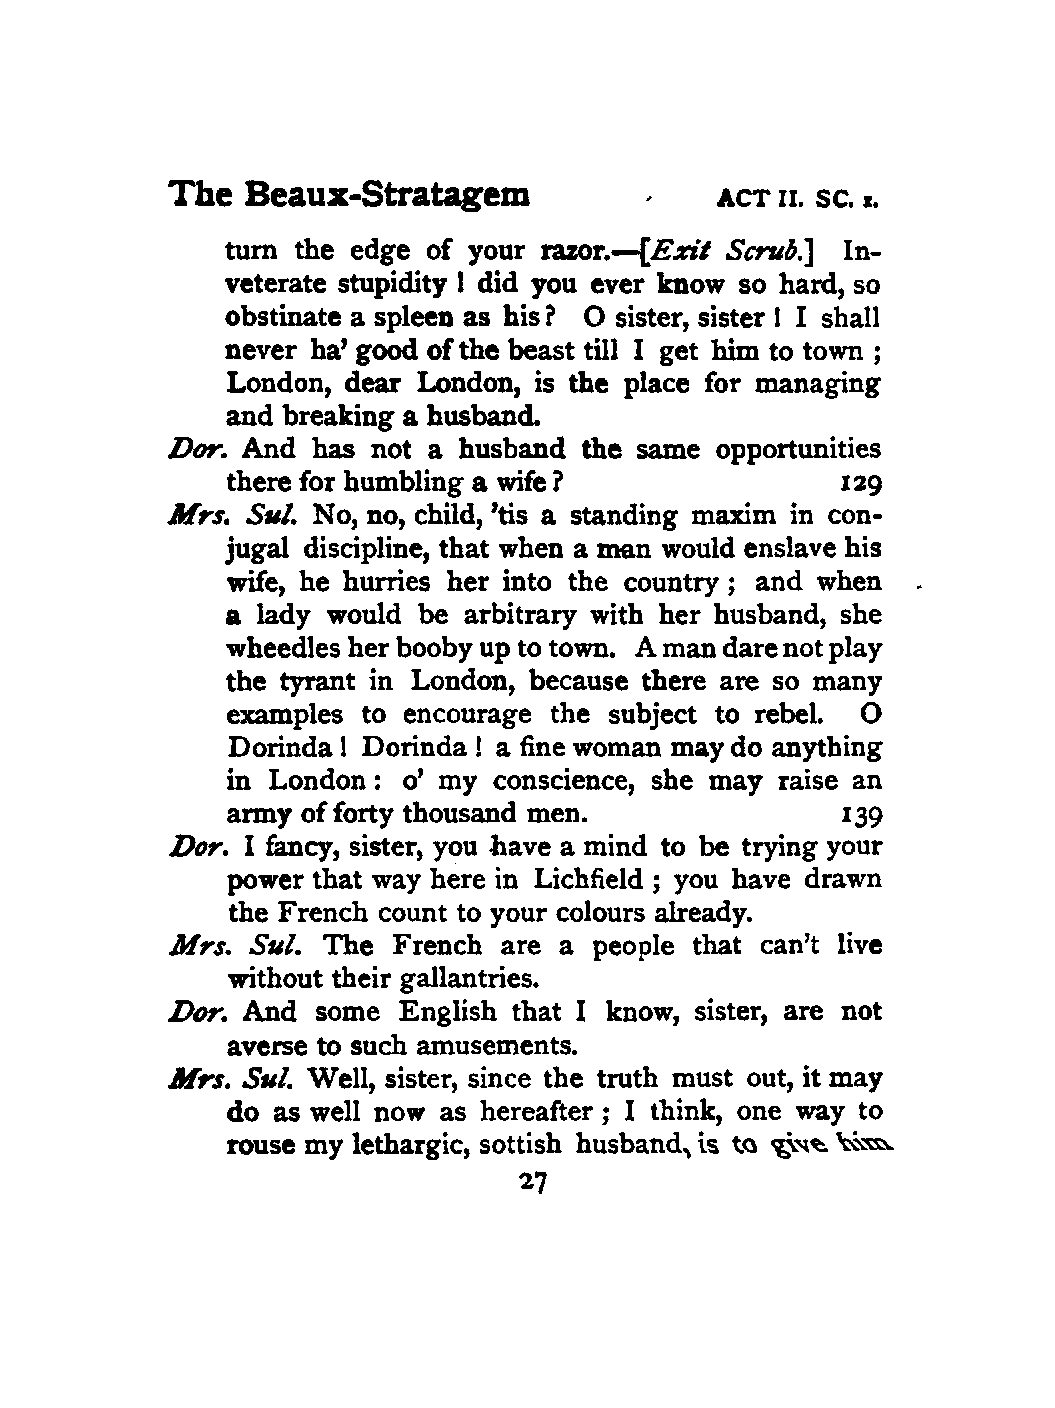 The Beaux-Stratagem ACT II. SC. 1.
turn the edge of your razor.—[Exit Scrub.] In-
veterate stupidity! did you ever know so hard, so
obstinate a spleen as his? O sister, sister! I shall
never ha' good of the beast till I get him to town;
London, dear London, is the place for managing
and breaking a husband.
Dor. And has not a husband the same opportunities
there for humbling a wife? 129
Mrs. Sul. No, no, child, 'tis a standing maxim in con-
jugal discipline, that when a man would enslave his
wife, he hurries her into the country; and when
a lady would be arbitrary with her husband, she
wheedles her booby up to town. A man dare not play
the tyrant in London, because there are so many
examples to encourage the subject to rebel. O
Dorinda! Dorinda! a fine woman may do anything
in London: o' my conscience, she may raise an
army of forty thousand men. 139
Dor. I fancy, sister, you have a mind to be trying your
power that way here in Lichfield; you have drawn
the French count to your colours already.
Mrs. Sul. The French are a people that can't live
without their gallantries.
Dor. And some English that I know, sister, are not
averse to such amusements.
Mrs. Sul. Well, sister, since the truth must out, it may
do as well now as hereafter; I think, one way to
rouse my lethargic, sottish husband, is to give him
27